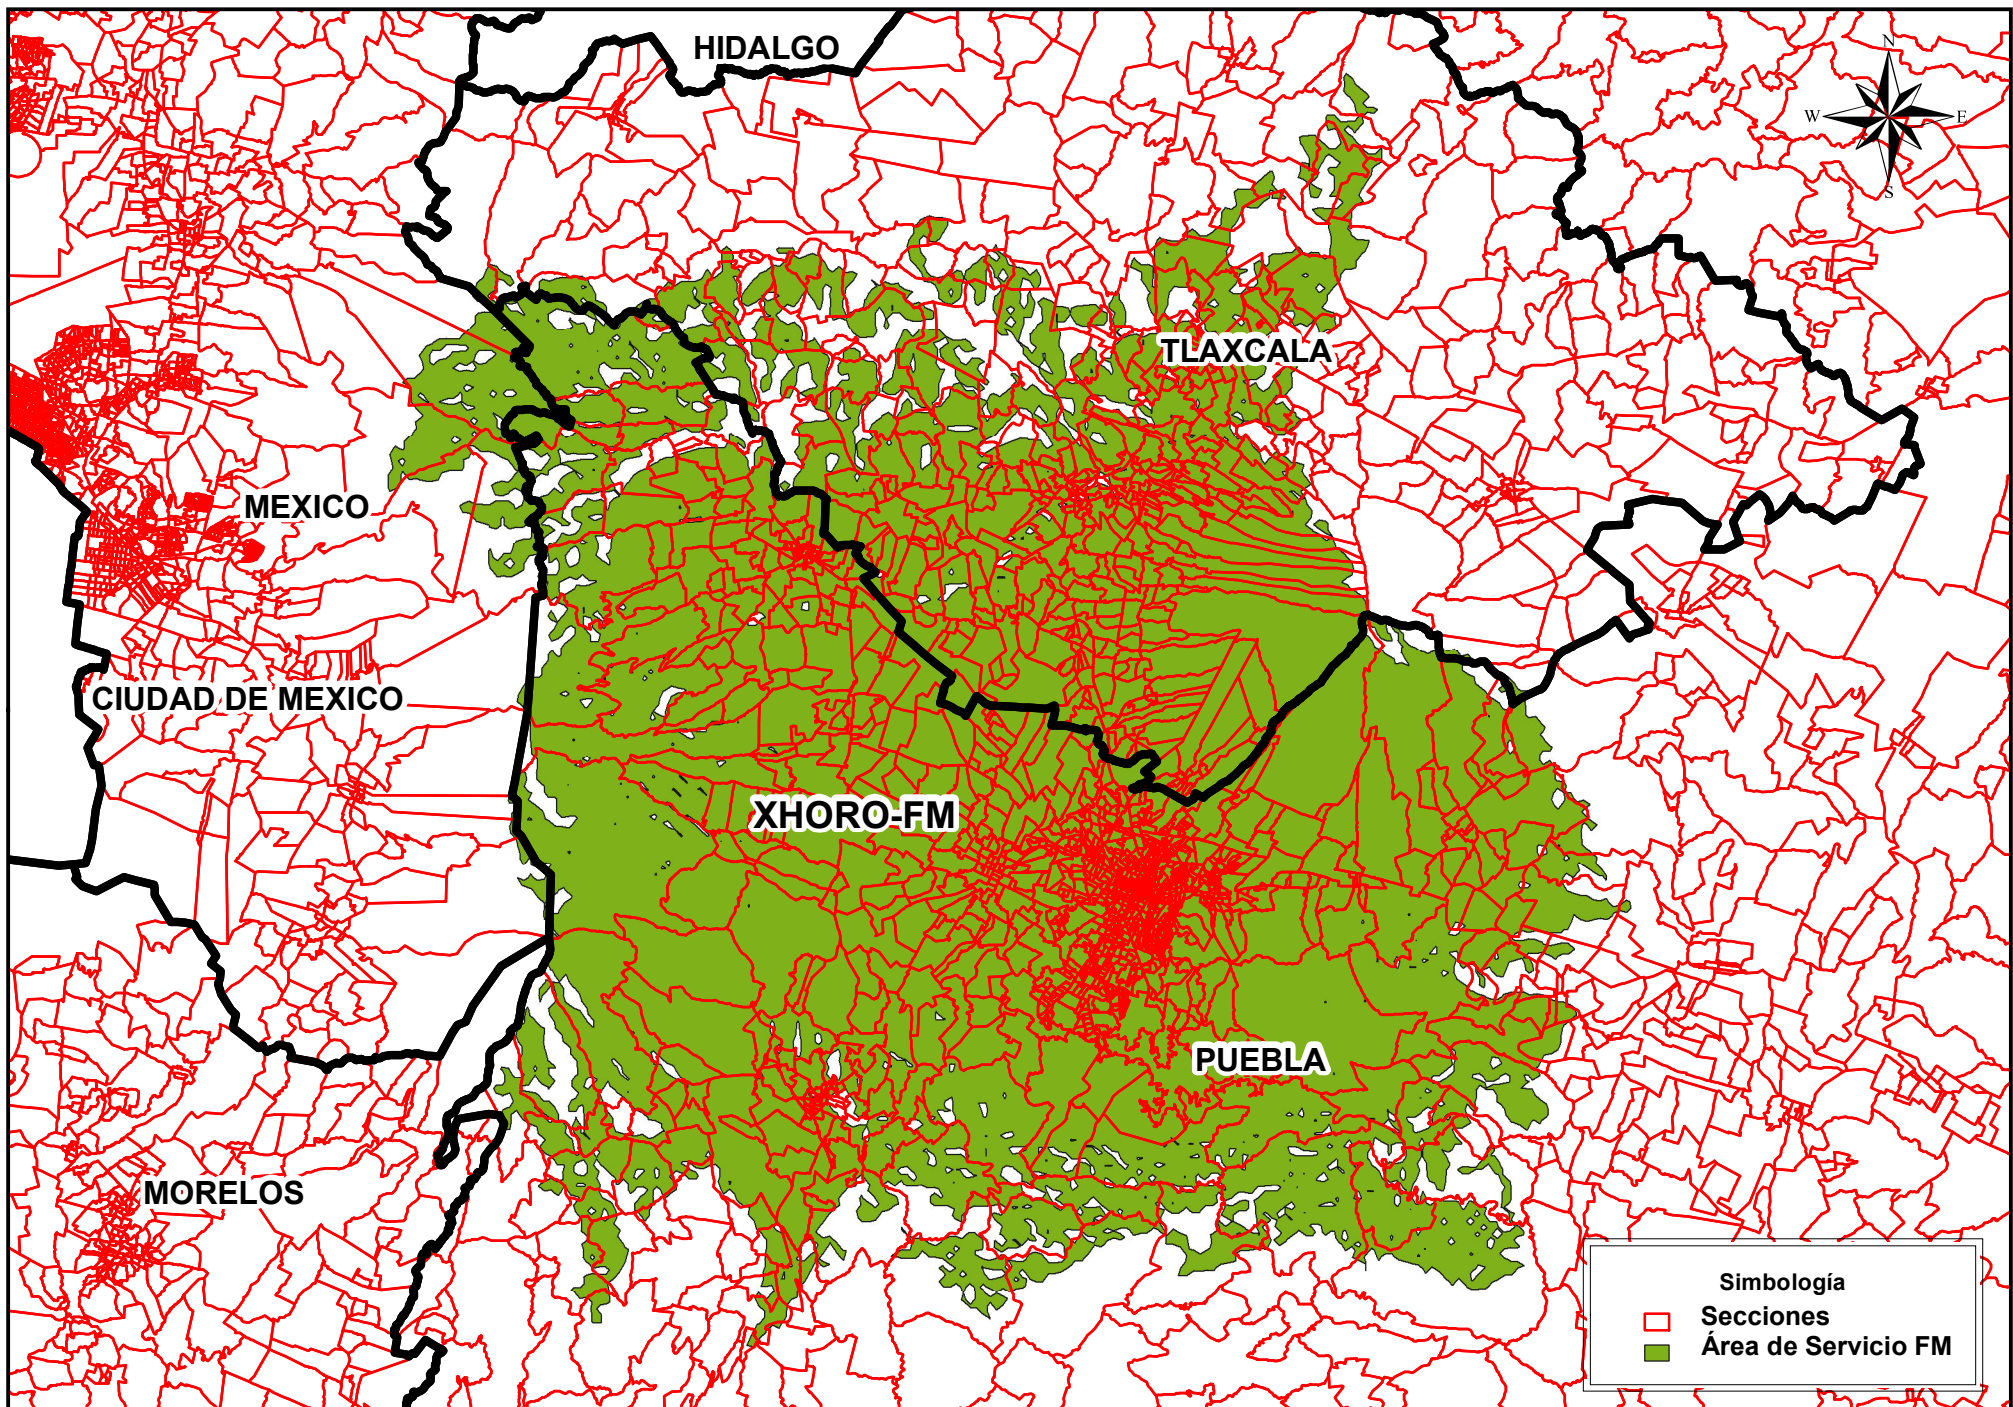 HIDALGO
N
W
E
S
TLAXCALA
MEXICO
CIUDAD DE MEXICO
XHORO-FM
PUEBLA
MORELOS
Simbología
Secciones
Área de Servicio FM